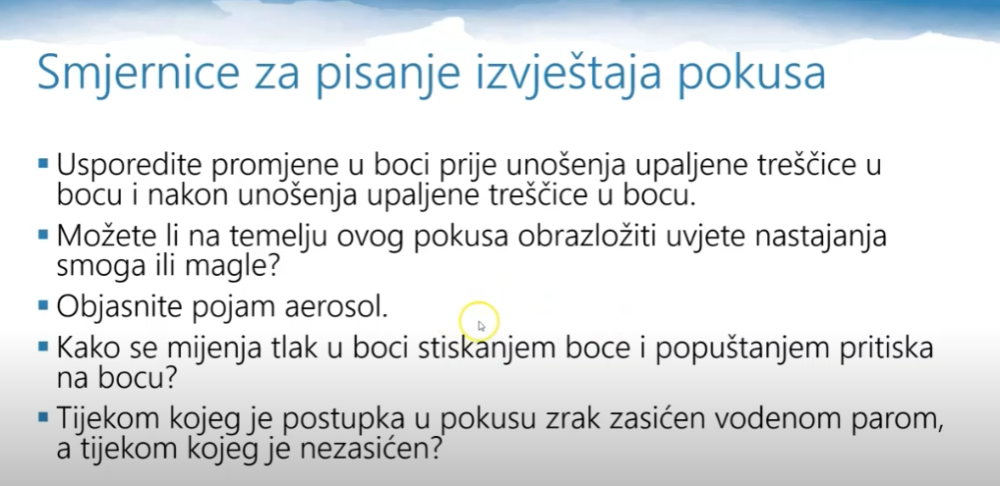 Smjernice za pisanje izvještaja pokusa
▪ Usporedite promjene u boci prije unošenja upaljene treščice u
bocu i nakon unošenja upaljene treščice u bocu.
▪ Možete li na temelju ovog pokusa obrazložiti uvjete nastajanja
smoga ili magle?
▪ Objasnite pojam aerosol.
▪ Kako se mijenja tlak u boci stiskanjem boce i popuštanjem pritiska
na bocu?
▪ Tijekom kojeg je postupka u pokusu zrak zasićen vodenom parom,
a tijekom kojeg je nezasićen?